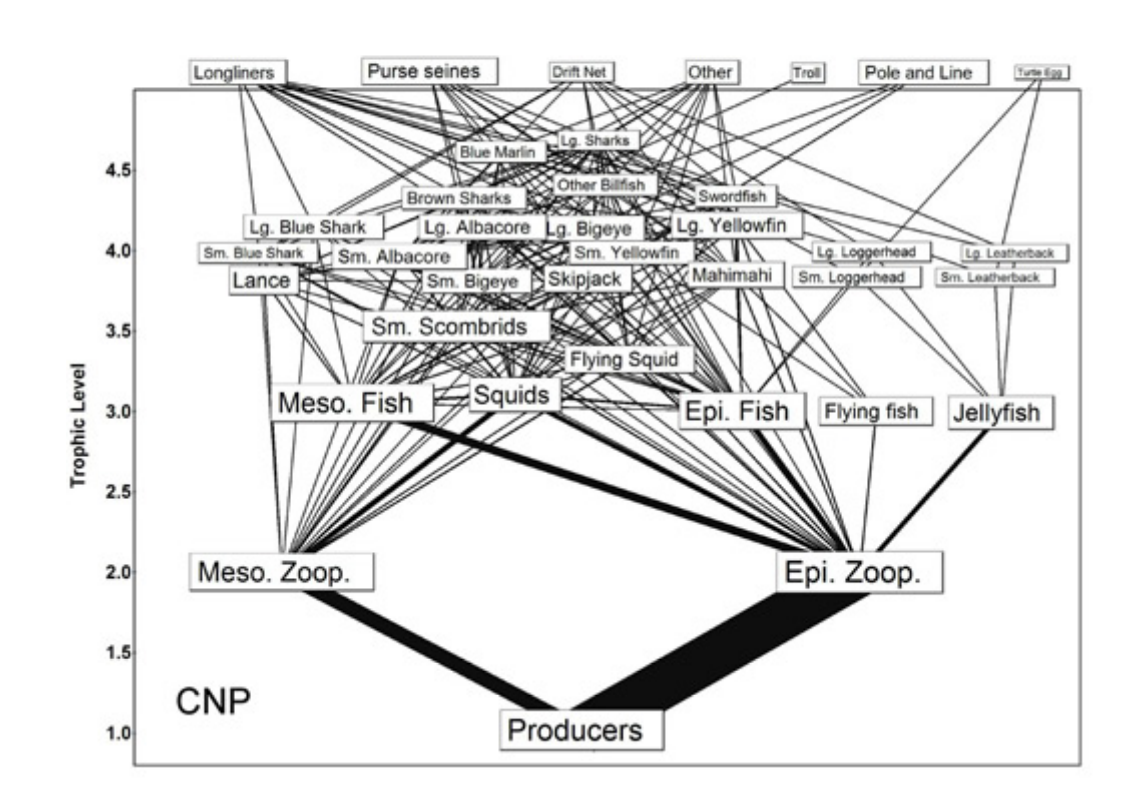 Longliners
Purse seines
Drift Net
Other
Troll
Pole and Line
Turtle Egg
Lg. Sharks
Blue Marlin
4.5
Other Billfish
Brown Sharks
Swordfish
Lg. Blue Shark
Lg. Albacore
Lg. Bigeye
Lg. Yellowfin
4.0
Sm. Blue Shark
Sm. Albacore
Sm. Yellowfin
Lg. Loggerhead
Lg. Leatherback
Lance
Sm. Bigeye
Skipjack
Mahimahi
Sm. Loggerhead
Sm. Leatherback
3.5
Sm. Scombrids
Flying Squid
Trophic Level
3.0
Meso. Fish
Squids
Epi. Fish
Flying fish
Jellyfish
2.5
2.0
Meso. Zoop.
Epi. Zoop.
1.5
CNP
1.0
Producers